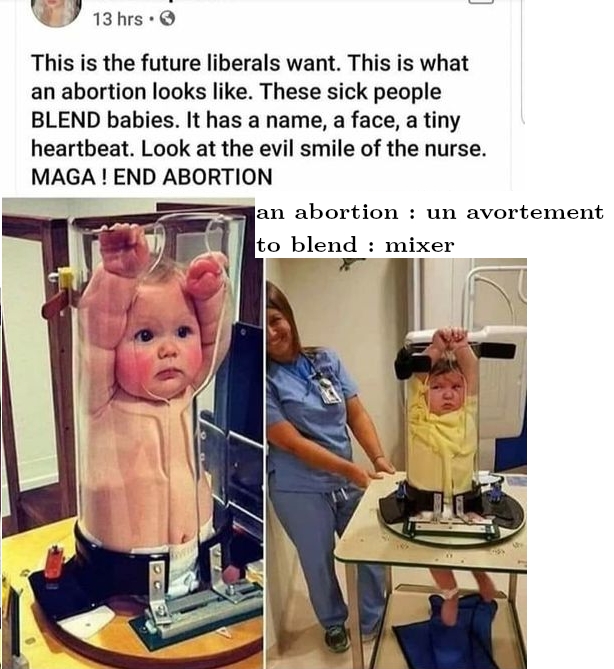 13 hrs •
This is the future liberals want. This is what
an abortion looks like. These sick people
BLEND babies. It has a name, a face, a tiny
heartbeat. Look at the evil smile of the nurse.
MAGA ! END ABORTION
an abortion : un avortement
to blend : mixer